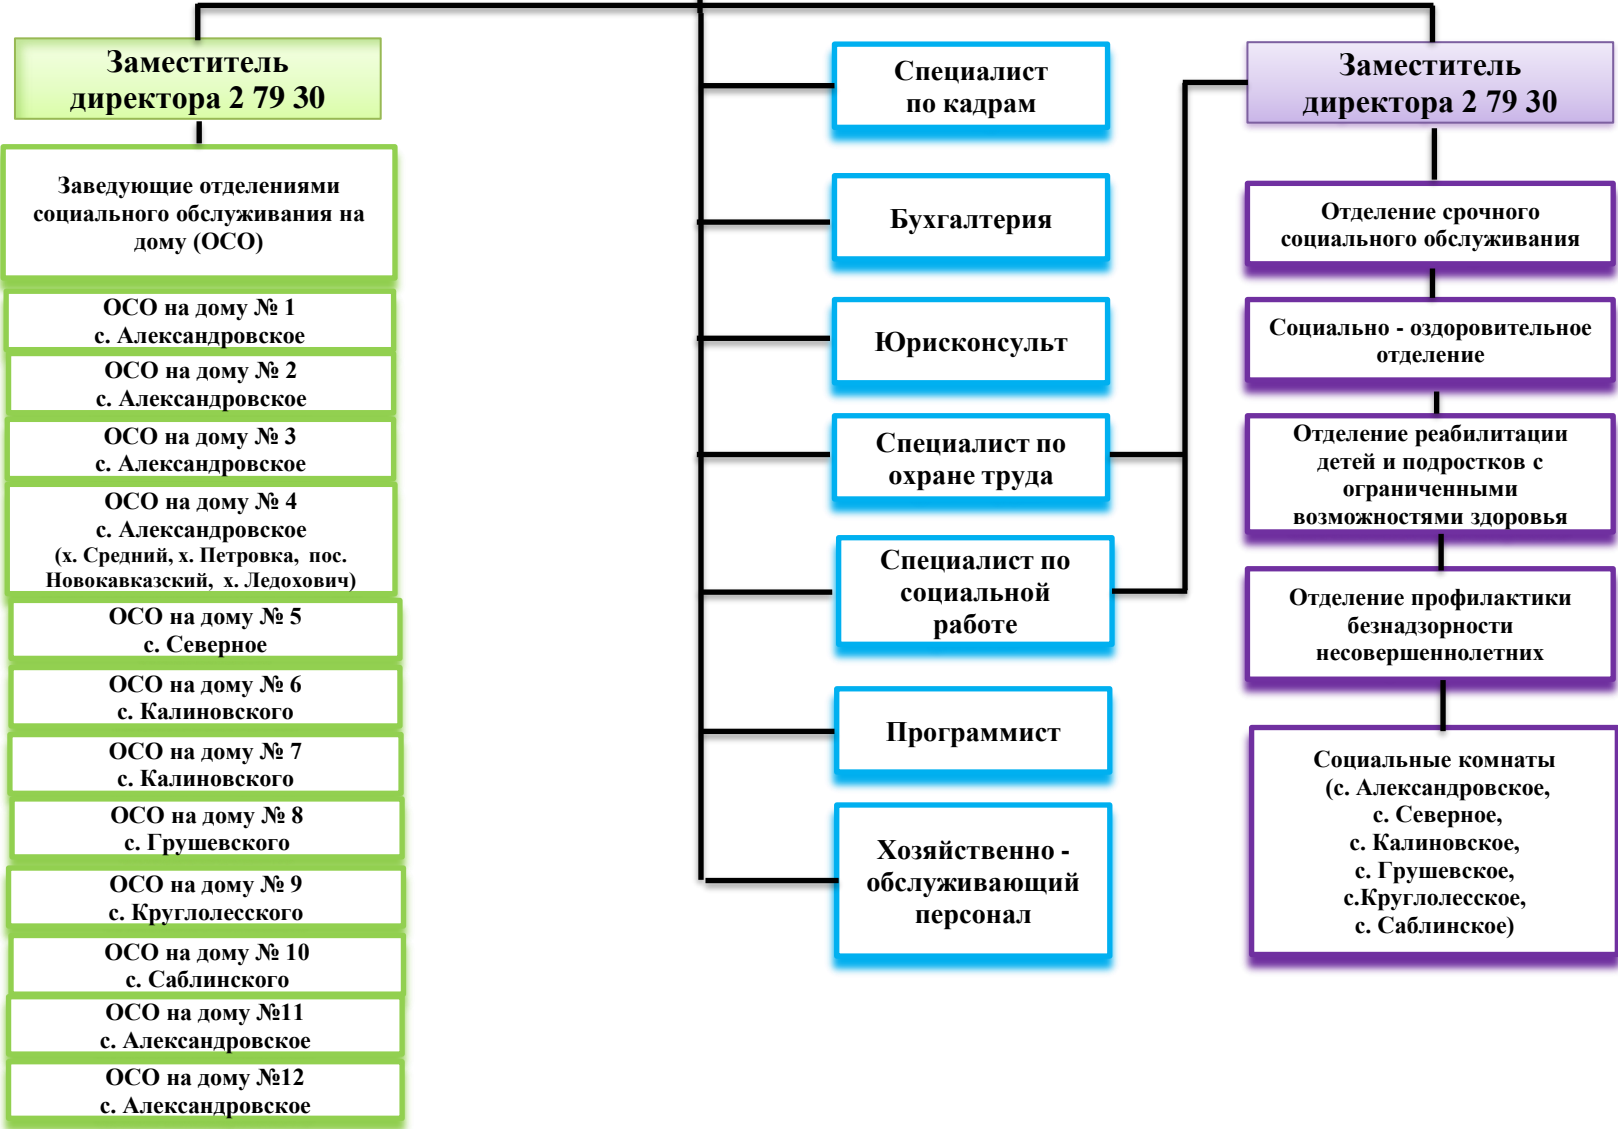 Заместитель
директора 2 79 30
Заведующие отделениями
социального обслуживания на
дому (ОСО)
ОСО на дому № 1
с. Александровское
ОСО на дому № 2
с. Александровское
ОСО на дому № 3
с. Александровское
ОСО на дому № 4
с. Александровское
(х. Средний, х. Петровка, пос.
Новокавказский, х. Ледохович)
ОСО на дому № 5
с. Северное
ОСО на дому № 6
с. Калиновского
ОСО на дому № 7
с. Калиновского
ОСО на дому № 8
с. Грушевского
ОСО на дому № 9
с. Круглолесского
ОСО на дому № 10
с. Саблинского
ОСО на дому №11
с. Александровское
ОСО на дому №12
с. Александровское
Специалист
по кадрам
Бухгалтерия
Юрисконсульт
Специалист по
охране труда
Специалист по
социальной
работе
Программист
Хозяйственно -
обслуживающий
персонал
Заместитель
директора 2 79 30
Отделение срочного
социального обслуживания
Социально - оздоровительное
отделение
Отделение реабилитации
детей и подростков с
ограниченными
возможностями здоровья
Отделение профилактики
безнадзорности
несовершеннолетних
Социальные комнаты
(с. Александровское,
с. Северное,
с. Калиновское,
с. Грушевское,
с.Круглолесское,
с. Саблинское)